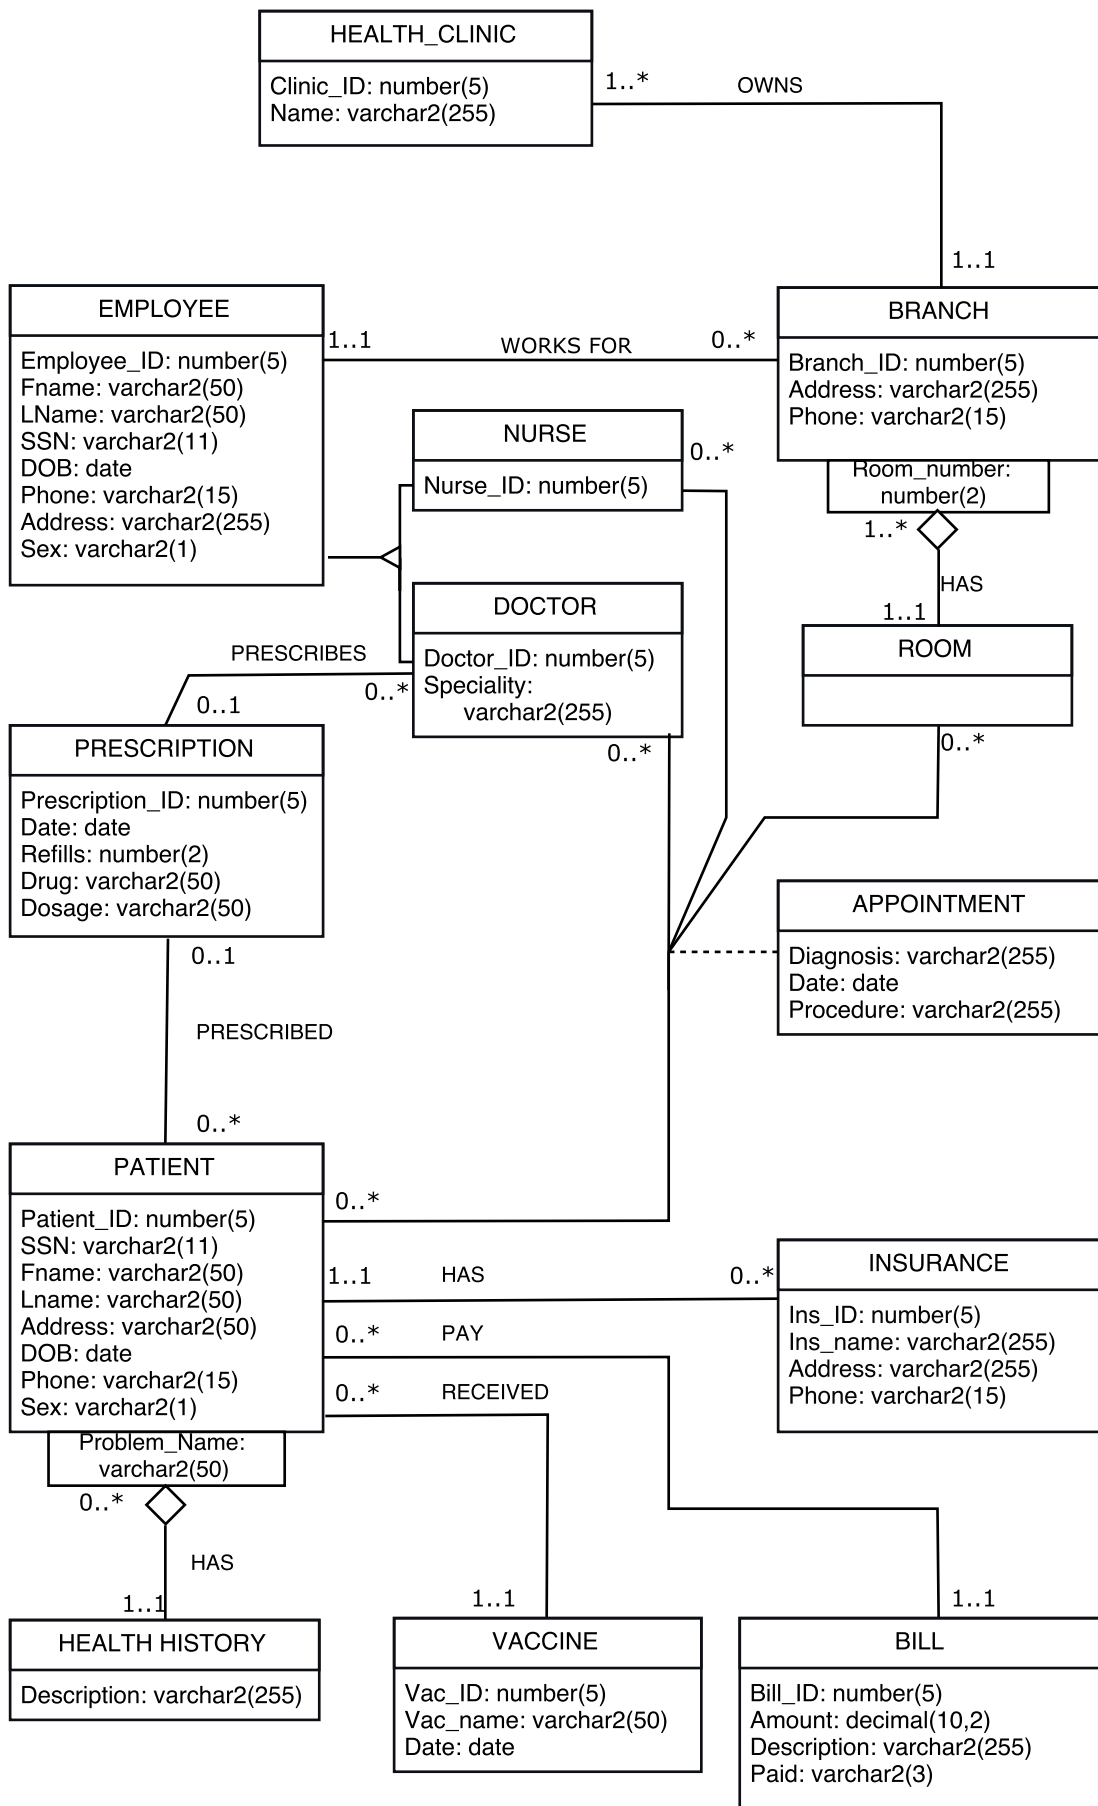 HEALTH_CLINIC
Clinic_ID: number(5)
Name: varchar2(255)
1..*
OWNS
1..1
EMPLOYEE
Employee_ID: number(5)
Fname: varchar2(50)
LName: varchar2(50)
SSN: varchar2(11)
DOB: date
Phone: varchar2(15)
Address: varchar2(255)
Sex: varchar2(1)
1..1
WORKS FOR
0..*
BRANCH
Branch_ID: number(5)
Address: varchar2(255)
Phone: varchar2(15)
Room_number:
number(2)
1..*
HAS
1..1
ROOM
0..*
NURSE
Nurse_ID: number(5)
0..*
DOCTOR
Doctor_ID: number(5)
Speciality:
varchar2(255)
0..*
PRESCRIBES
0..*
0..1
PRESCRIPTION
Prescription_ID: number(5)
Date: date
Refills: number(2)
Drug: varchar2(50)
Dosage: varchar2(50)
0..1
PRESCRIBED
0..*
APPOINTMENT
Diagnosis: varchar2(255)
Date: date
Procedure: varchar2(255)
PATIENT
Patient_ID: number(5)
SSN: varchar2(11)
Fname: varchar2(50)
Lname: varchar2(50)
Address: varchar2(50)
DOB: date
Phone: varchar2(15)
Sex: varchar2(1)
Problem_Name:
varchar2(50)
0..*
1..1
HAS
0..*
0..*
PAY
0..*
RECEIVED
INSURANCE
Ins_ID: number(5)
Ins_name: varchar2(255)
Address: varchar2(255)
Phone: varchar2(15)
0..*
HAS
1..1
HEALTH HISTORY
Description: varchar2(255)
1..1
VACCINE
Vac_ID: number(5)
Vac_name: varchar2(50)
Date: date
1..1
BILL
Bill_ID: number(5)
Amount: decimal(10,2)
Description: varchar2(255)
Paid: varchar2(3)